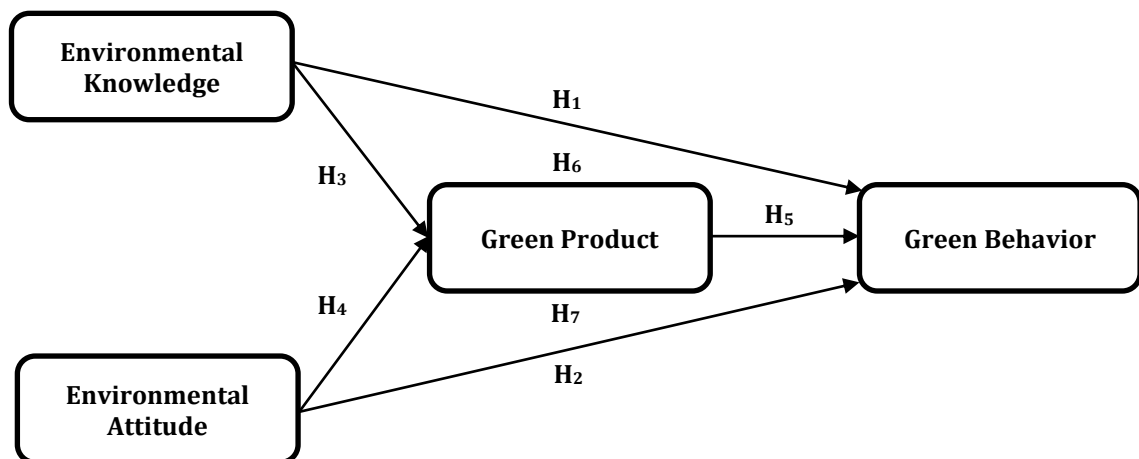 Environmental
Knowledge
H₁
H₃
H₆
Green Product
H₅
Green Behavior
H₄
H₇
H₂
Environmental
Attitude